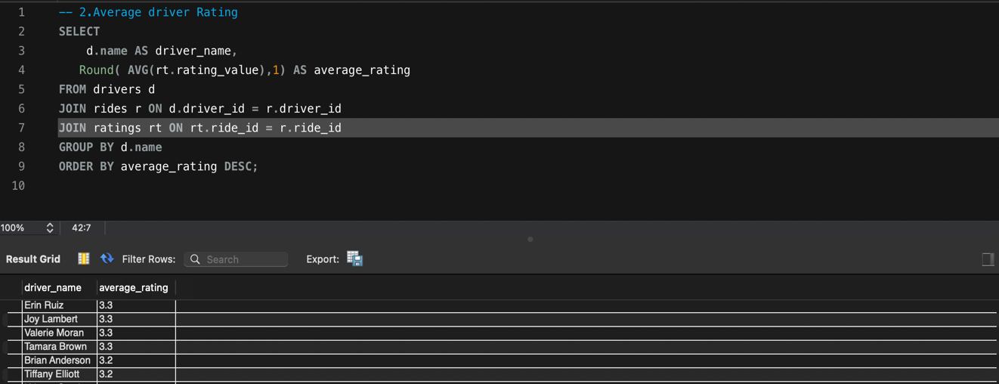 1 -- 2.Average driver Rating
2 SELECT
3 d.name AS driver_name,
4 Round( AVG(rt.rating_value),1) AS average_rating
5 FROM drivers d
6 JOIN rides r ON d.driver_id = r.driver_id
7 JOIN ratings rt ON rt.ride_id = r.ride_id
8 GROUP BY d.name
9 ORDER BY average_rating DESC;
10
100% 42:7
Result Grid Filter Rows: Search Export:
driver_name average_rating
Erin Ruiz 3.3
Joy Lambert 3.3
Valerie Moran 3.3
Tamara Brown 3.3
Brian Anderson 3.2
Tiffany Elliott 3.2